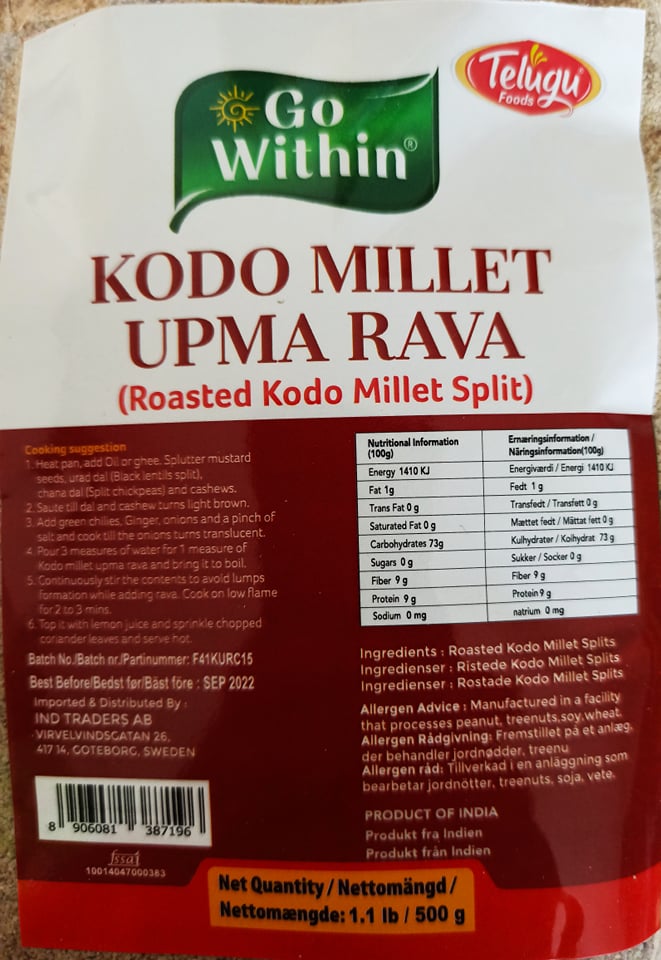 Telugu
Foods
Go
Within®
KODO MILLET
UPMA RAVA
(Roasted Kodo Millet Split)
Cooking suggestion
1. Heat pan, add Oil or ghee. Splutter mustard
seeds, urad dal (Black lentils split),
chana dal (Split chickpeas) and cashews.
2. Saute till dal and cashew turns light brown.
3. Add green chilies, Ginger, onions and a pinch of
salt and cook till the onions turns translucent.
4. Pour 3 measures of water for 1 measure of
Kodo millet upma rava and bring it to boil.
5. Continuously stir the contents to avoid lumps
formation while adding rava. Cook on low flame
for 2 to 3 mins.
6. Top it with lemon juice and sprinkle chopped
coriander leaves and serve hot.
Batch No./Batch nr./Partinummer: F41KURC15
Best Before/Bedst før/Bäst före : SEP 2022
Imported & Distributed By :
IND TRADERS AB
VIRVELVINDSGATAN 26,
417 14, GOTEBORG, SWEDEN
8 906081 387196
fssai
10014047000383
Nutritional Information
(100g)
Ernæringsinformation /
Näringsinformation(100g)
Energy 1410 KJ
Energiværdi / Energi 1410 KJ
Fat 1g
Fedt 1 g
Trans Fat 0 g
Transfedt / Transfett 0 g
Saturated Fat 0 g
Mættet fedt / Mättat fett 0 g
Carbohydrates 73g
Kulhydrater / Kolhydrat 73 g
Sugars 0 g
Sukker / Socker 0 g
Fiber 9 g
Fiber 9 g
Protein 9 g
Protein 9 g
Sodium 0 mg
natrium 0 mg
Ingredients : Roasted Kodo Millet Splits
Ingredienser : Ristede Kodo Millet Splits
Ingredienser : Rostade Kodo Millet Splits
Allergen Advice : Manufactured in a facility
that processes peanut, treenuts,soy,wheat.
Allergen Rådgivning: Fremstillet på et anlæg,
der behandler jordnødder, treenu
Allergen råd: Tillverkad i en anläggning som
bearbetar jordnötter, treenuts, soja, vete.
PRODUCT OF INDIA
Produkt fra Indien
Produkt från Indien
Net Quantity / Nettomängd /
Nettomængde: 1.1 lb / 500 g